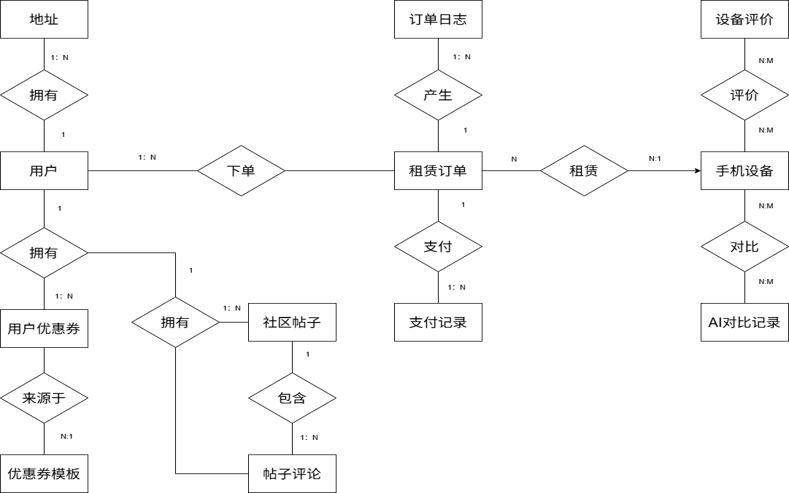 地址
订单日志
设备评价
1：N
1：N
N:M
拥有
产生
评价
1
1
N:M
用户
1：N
下单
租赁订单
N
租赁
N:1
手机设备
1
1
N:M
拥有
支付
对比
1
1：N
1：N
N:M
用户优惠券
拥有
1：N
社区帖子
支付记录
AI对比记录
1
来源于
包含
N:1
1：N
优惠券模板
帖子评论